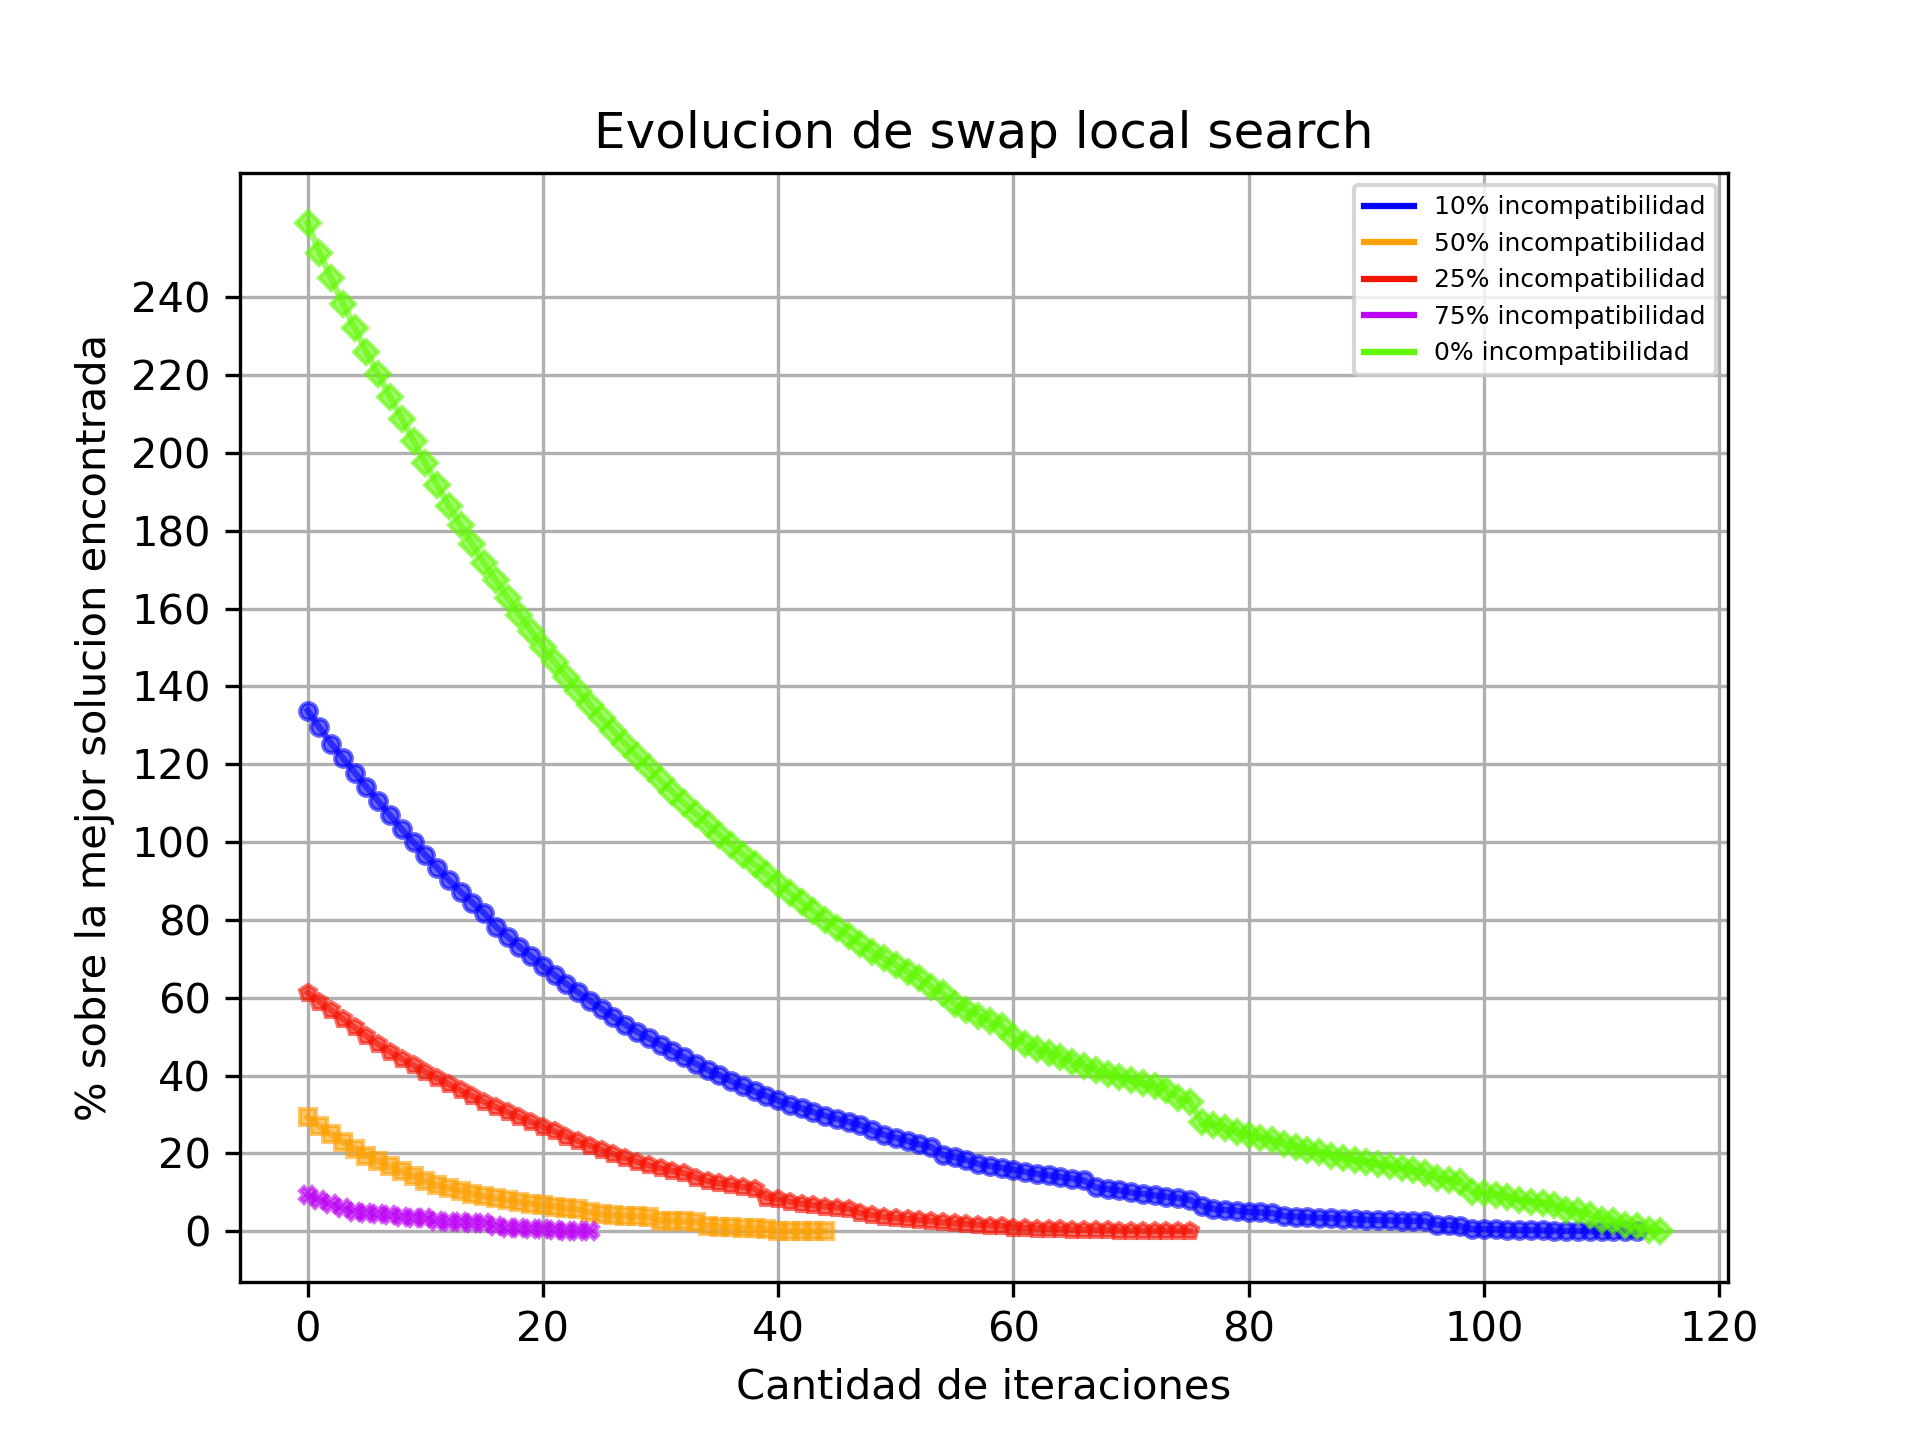 Evolucion de swap local search
10% incompatibilidad
50% incompatibilidad
25% incompatibilidad
75% incompatibilidad
0% incompatibilidad
% sobre la mejor solucion encontrada
240
220
200
180
160
140
120
100
80
60
40
20
0
0 20 40 60 80 100 120
Cantidad de iteraciones